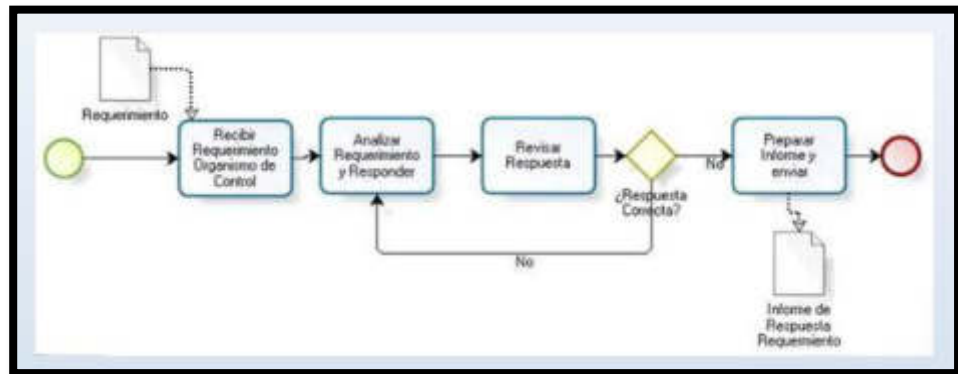 Requerimiento
Recibir
Requerimiento
Organismo de
Control
Analizar
Requerimiento
y Responder
Revisar
Respuesta
¿Respuesta
Correcta?
No
No
Preparar
Informe y
enviar
Informe de
Respuesta
Requerimiento